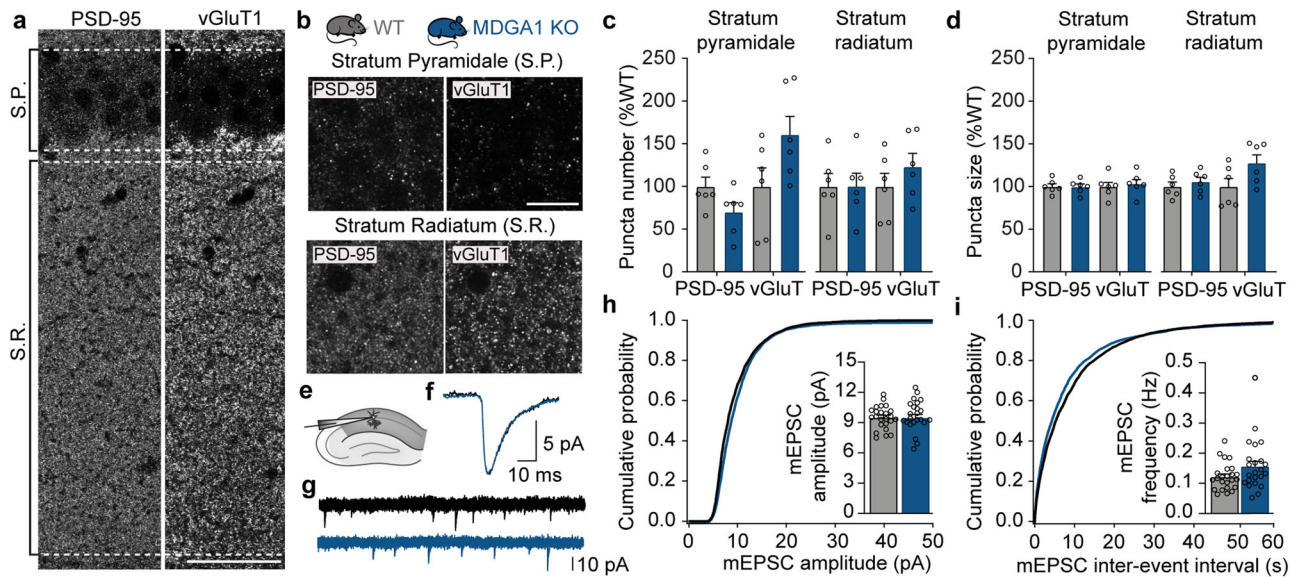 a
PSD-95 vGluT1
S.P.
S.R.
b
WT MDGA1 KO
Stratum Pyramidale (S.P.)
PSD-95 vGluT1
Stratum Radiatum (S.R.)
PSD-95 vGluT1
c
Stratum Stratum
pyramidale radiatum
Puncta number (%WT)
250
200
150
100
50
0
PSD-95 vGluT PSD-95 vGluT
d
Stratum Stratum
pyramidale radiatum
Puncta size (%WT)
250
200
150
100
50
0
PSD-95 vGluT PSD-95 vGluT
e
f
5 pA
10 ms
g
10 pA
h
Cumulative probability
1.0
0.8
0.6
0.4
0.2
0.0
0 10 20 30 40 50
mEPSC amplitude (pA)
mEPSC
amplitude (pA)
15
12
9
6
3
0
i
Cumulative probability
1.0
0.8
0.6
0.4
0.2
0.0
0 10 20 30 40 50 60
mEPSC inter-event interval (s)
mEPSC
frequency (Hz)
0.5
0.4
0.3
0.2
0.1
0.0